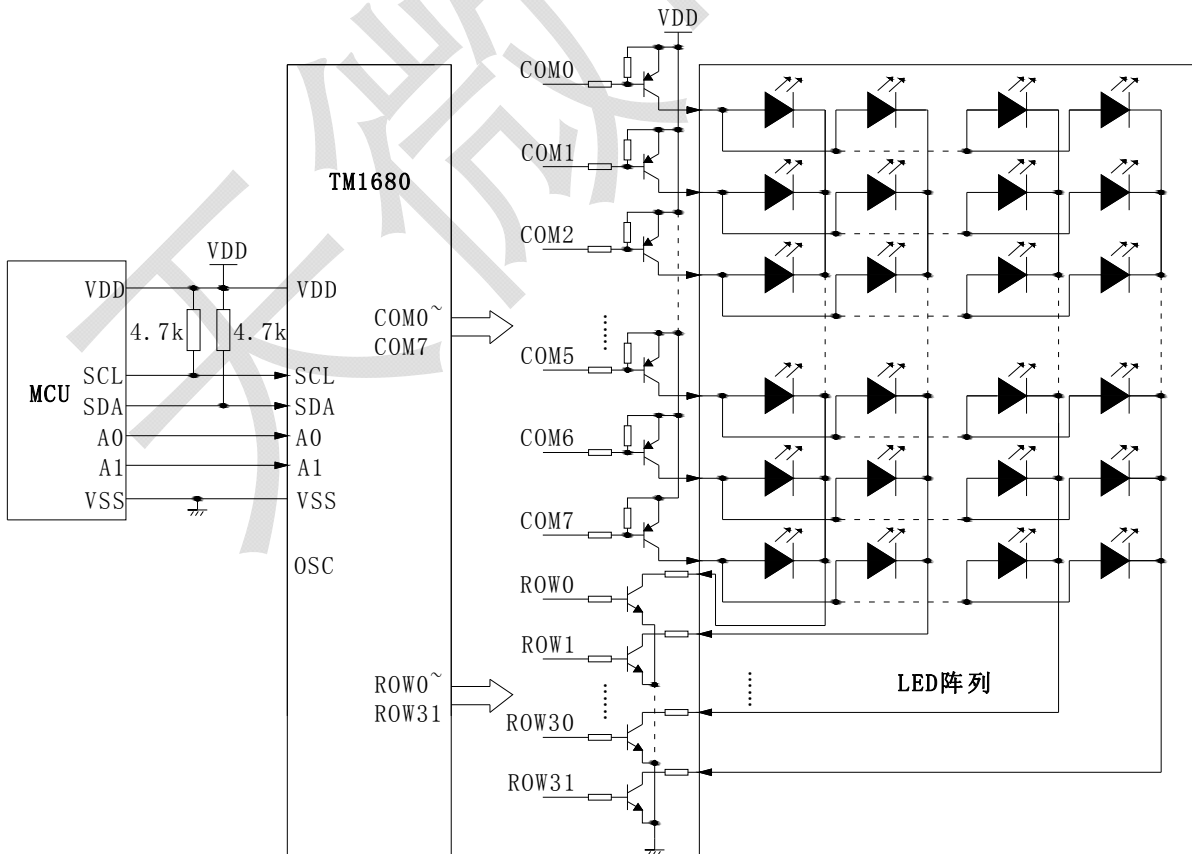 VDD
COM0
COM1
TM1680
COM2
VDD
VDD
VDD
4.7k
4.7k
COM0~
COM7
COM5
SCL
SCL
MCU
SDA
SDA
A0
A0
COM6
A1
A1
VSS
VSS
COM7
OSC
ROW0
ROW1
ROW0~
ROW31
LED阵列
ROW30
ROW31
天微